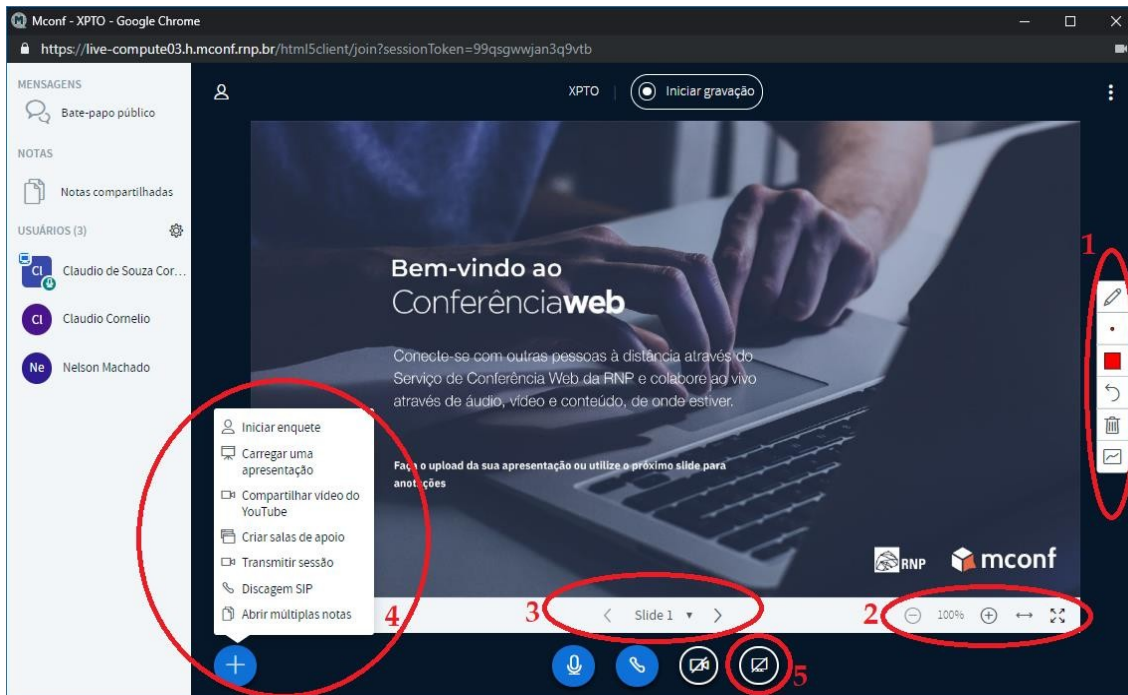 Mconf - XPTO - Google Chrome
https://live-compute03.h.mconf.rnp.br/html5client/join?sessionToken=99qsgwwjan3q9vtb
MENSAGENS
Bate-papo público
NOTAS
Notas compartilhadas
USUÁRIOS (3)
Cl
Claudio de Souza Cor...
Cl
Claudio Cornelio
Ne
Nelson Machado
XPTO
Iniciar gravação
Bem-vindo ao
Conferênciaweb
Conecte-se com outras pessoas à distância através do
Serviço de Conferência Web da RNP e colabore ao vivo
através de áudio, vídeo e conteúdo, de onde estiver.
Faça o upload da sua apresentação ou utilize o próximo slide para
anotações
RNP
mconf
1
Iniciar enquete
Carregar uma
apresentação
Compartilhar vídeo do
YouTube
Criar salas de apoio
Transmitir sessão
Discagem SIP
Abrir múltiplas notas
4
3
Slide 1
2
100%
5